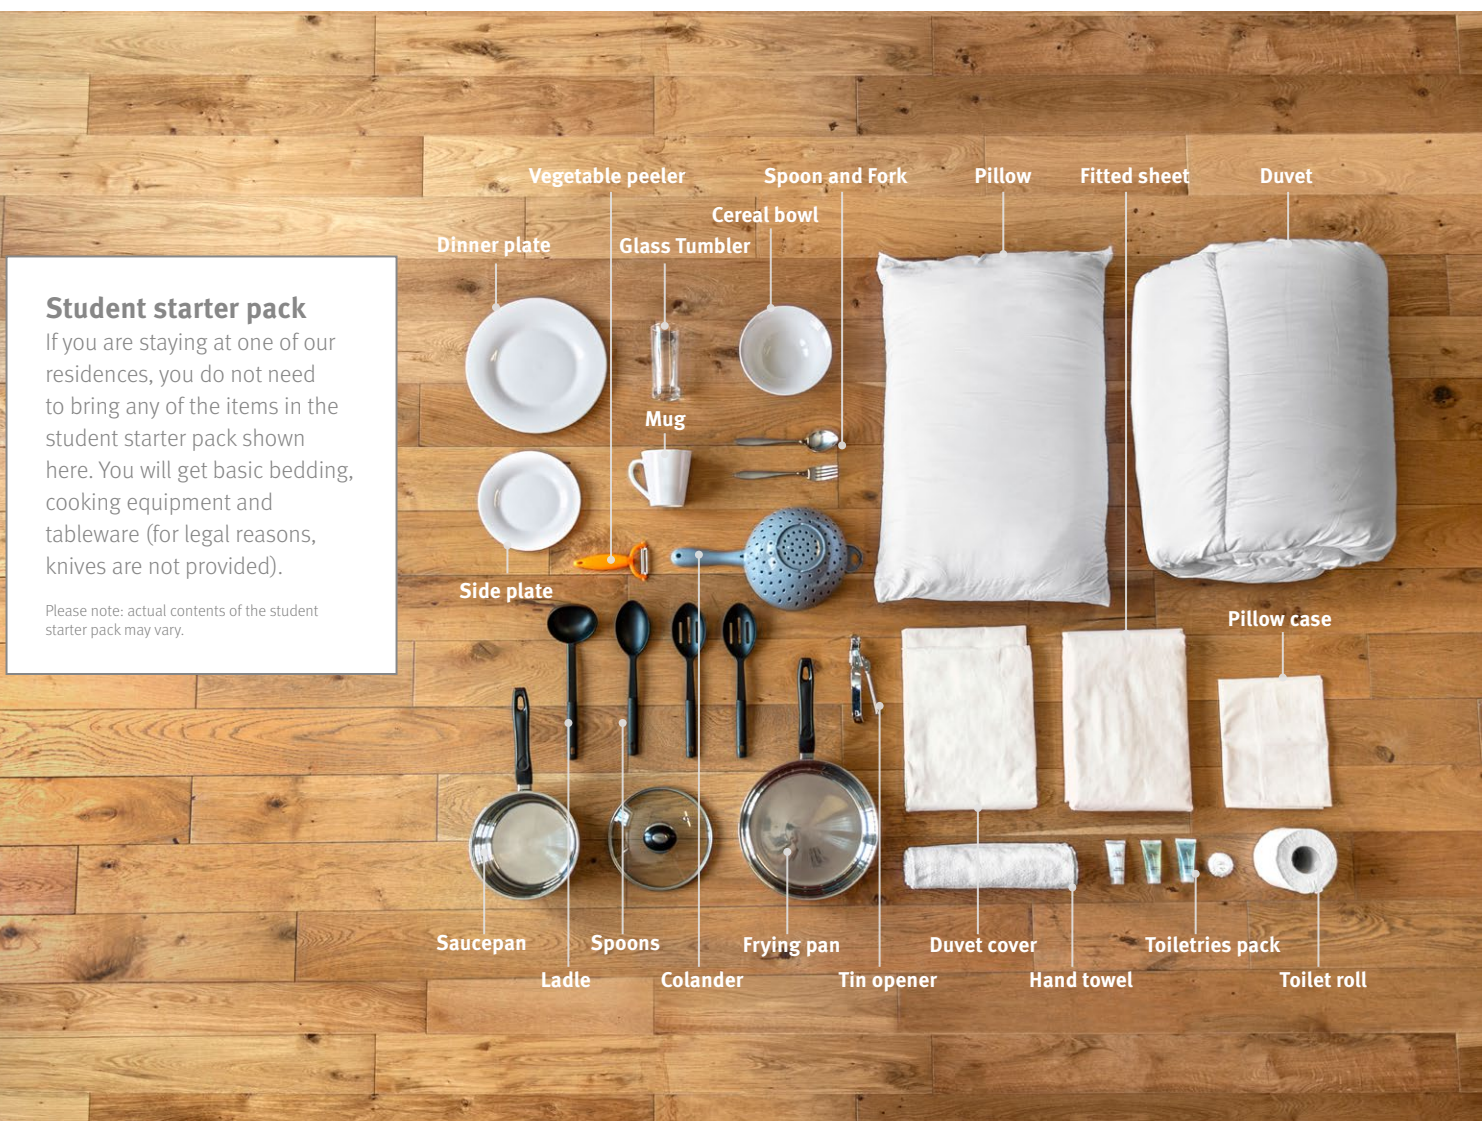 Vegetable peeler
Spoon and Fork
Pillow
Fitted sheet
Duvet
Cereal bowl
Dinner plate
Glass Tumbler
Student starter pack
If you are staying at one of our
residences, you do not need
to bring any of the items in the
student starter pack shown
here. You will get basic bedding,
cooking equipment and
tableware (for legal reasons,
knives are not provided).
Please note: actual contents of the student
starter pack may vary.
Mug
Side plate
Pillow case
Saucepan
Spoons
Frying pan
Duvet cover
Toiletries pack
Ladle
Colander
Tin opener
Hand towel
Toilet roll